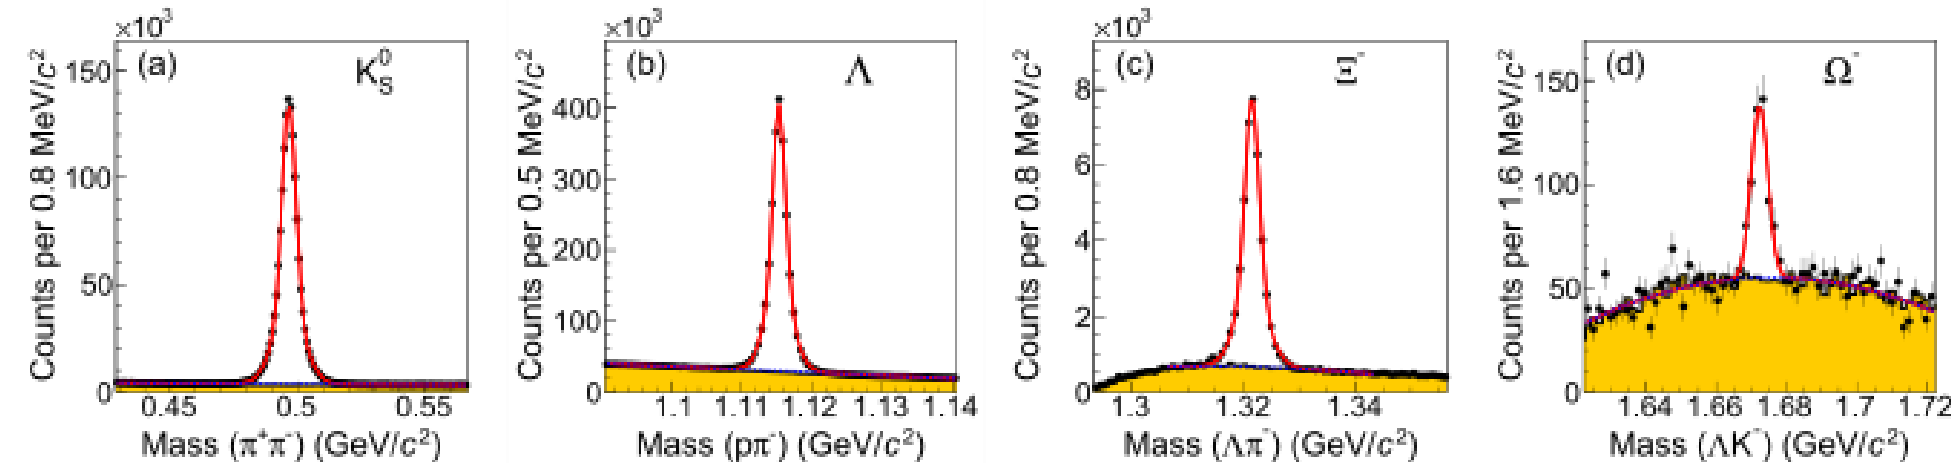 ×10³
(a)
K⁰S
Counts per 0.8 MeV/c²
150
100
50
0
0.45
0.5
0.55
Mass (π⁺π⁻) (GeV/c²)
×10³
(b)
Λ
Counts per 0.5 MeV/c²
400
300
200
100
0
1.1
1.11
1.12
1.13
1.14
Mass (pπ⁻) (GeV/c²)
×10³
(c)
Ξ⁻
Counts per 0.8 MeV/c²
8
6
4
2
0
1.3
1.32
1.34
Mass (Λπ⁻) (GeV/c²)
(d)
Ω⁻
Counts per 1.6 MeV/c²
150
100
50
0
1.64
1.66
1.68
1.7
1.72
Mass (ΛK⁻) (GeV/c²)